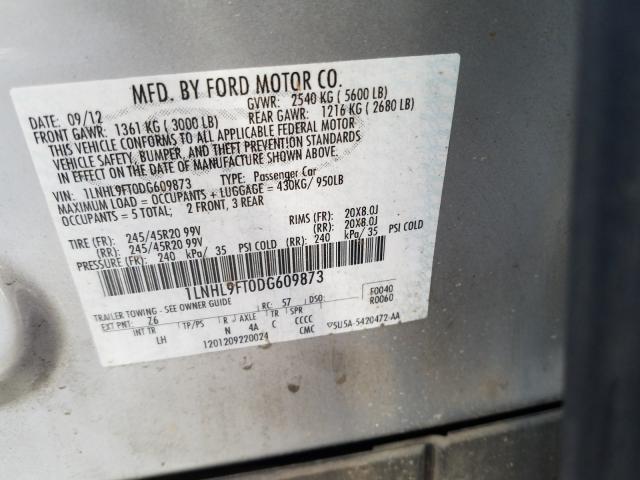 MFD. BY FORD MOTOR CO.
DATE: 09/12 GVWR: 2540 KG ( 5600 LB)
FRONT GAWR: 1361 KG ( 3000 LB) REAR GAWR: 1216 KG ( 2680 LB)
THIS VEHICLE CONFORMS TO ALL APPLICABLE FEDERAL MOTOR
VEHICLE SAFETY, BUMPER, AND THEFT PREVENTION STANDARDS
IN EFFECT ON THE DATE OF MANUFACTURE SHOWN ABOVE.
VIN: 1LNHL9FT0DG609873 TYPE: Passenger Car
MAXIMUM LOAD = OCCUPANTS + LUGGAGE = 430KG/ 950LB
OCCUPANTS = 5 TOTAL; 2 FRONT, 3 REAR
TIRE (FR): 245/45R20 99V RIMS (FR): 20X8.0J
(RR): 245/45R20 99V (RR): 20X8.0J
PRESSURE (FR): 240 kPa/ 35 PSI COLD (RR): 240 kPa/ 35 PSI COLD
1LNHL9FT0DG609873
TRAILER TOWING - SEE OWNER GUIDE RC: 57 DSO: F0040
EXT PNT: Z6 R0060
INT TR TP/PS R AXLE TR SPR
LH N 4A C CCCC
1201209220024 CMC 5U5A-5420472-AA